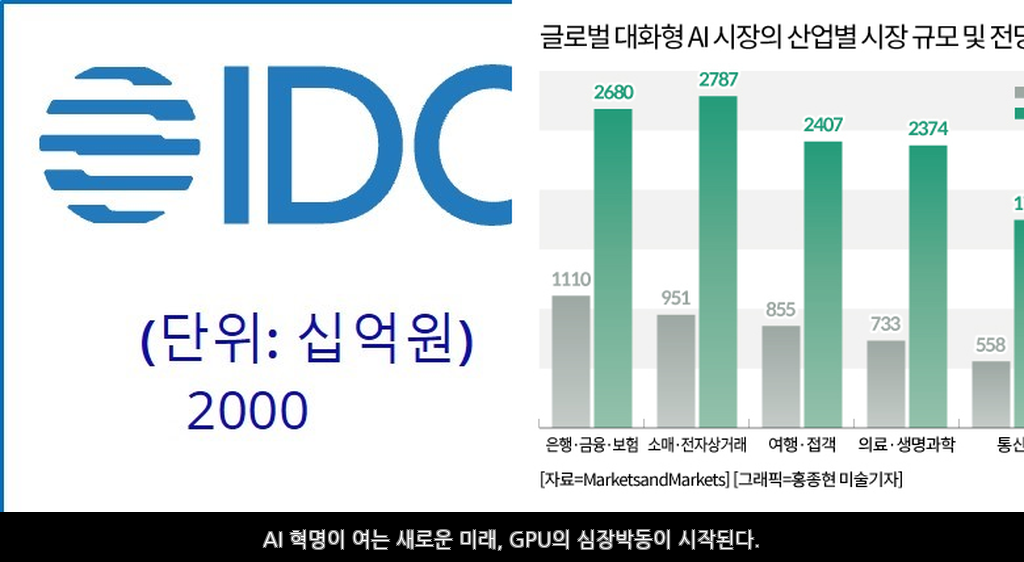 IDC
(단위: 십억원)
2000
글로벌 대화형 AI 시장의 산업별 시장 규모 및
2680
2787
2407
2374
1110
951
855
733
558
은행·금융·보험
소매·전자상거래
여행·접객
의료·생명과학
통신
[자료=MarketsandMarkets] [그래픽=홍종현 미술기자]
AI 혁명이 여는 새로운 미래, GPU의 심장박동이 시작된다.